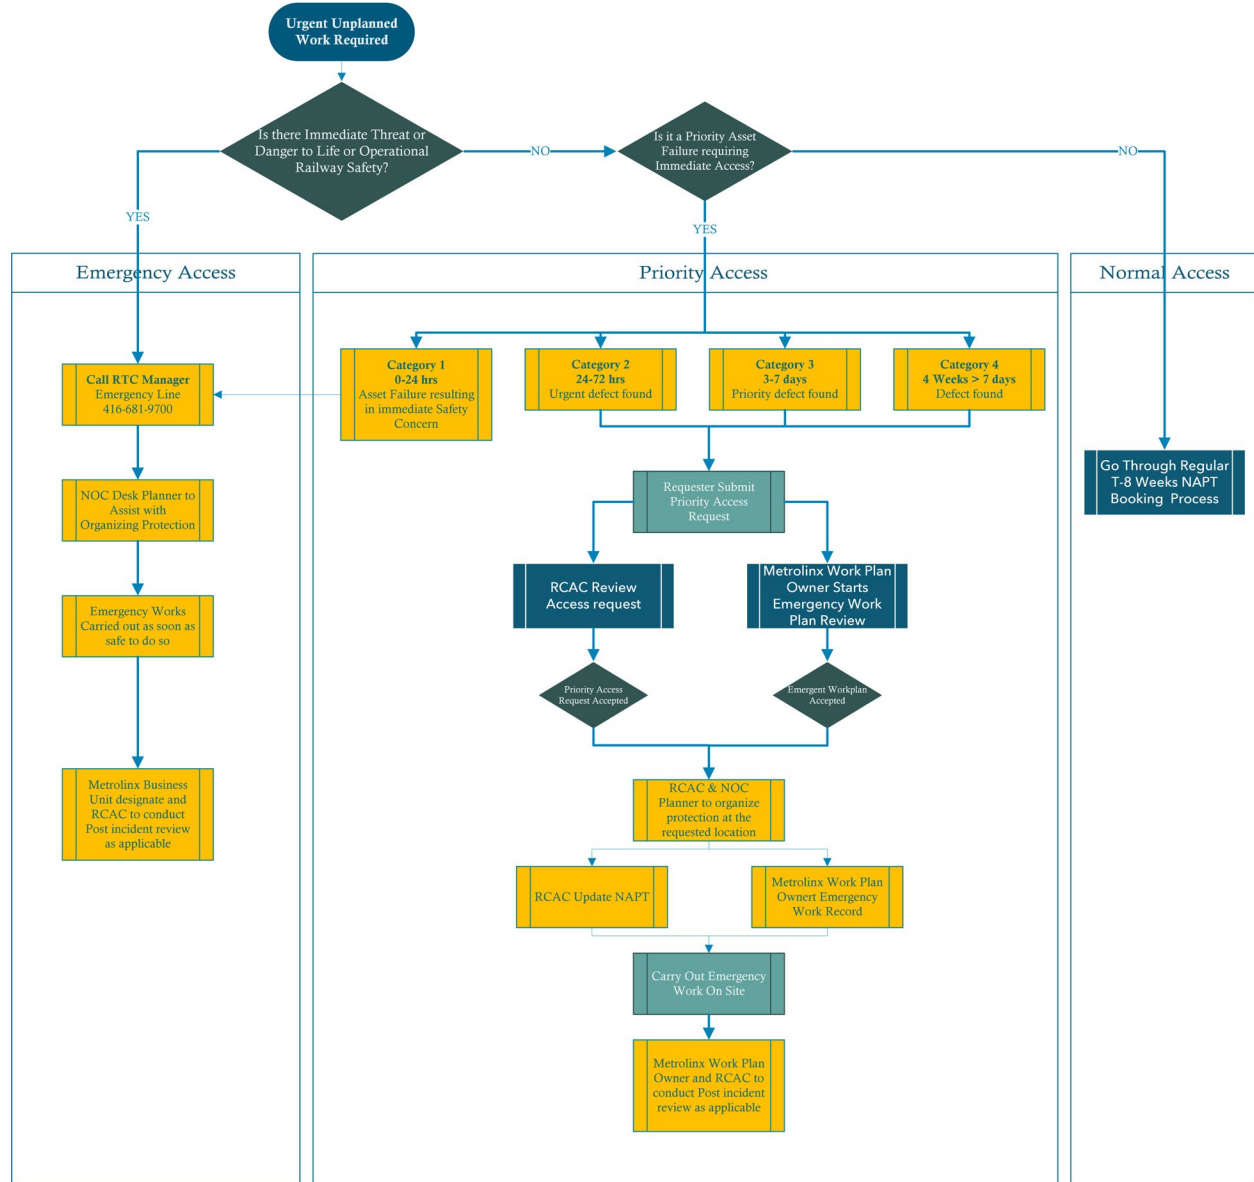 Urgent Unplanned
Work Required
Is there Immediate Threat or
Danger to Life or Operational
Railway Safety?
NO
Is it a Priority Asset
Failure requiring
Immediate Access?
NO
YES
YES
Emergency Access
Priority Access
Normal Access
Call RTC Manager
Emergency Line
416-681-9700
Category 1
0-24 hrs
Asset Failure resulting
in immediate Safety
Concern
Category 2
24-72 hrs
Urgent defect found
Category 3
3-7 days
Priority defect found
Category 4
4 Weeks > 7 days
Defect found
Go Through Regular
T-8 Weeks NAPT
Booking Process
NOC Desk Planner to
Assist with
Organizing Protection
Requester Submit
Priority Access
Request
Emergency Works
Carried out as soon as
safe to do so
RCAC Review
Access request
Metrolinx Work Plan
Owner Starts
Emergency Work
Plan Review
Priority Access
Request Accepted
Emergent Workplan
Accepted
Metrolinx Business
Unit designate and
RCAC to conduct
Post incident review
as applicable
RCAC & NOC
Planner to organize
protection at the
requested location
RCAC Update NAPT
Metrolinx Work Plan
Ownert Emergency
Work Record
Carry Out Emergency
Work On Site
Metrolinx Work Plan
Owner and RCAC to
conduct Post incident
review as applicable